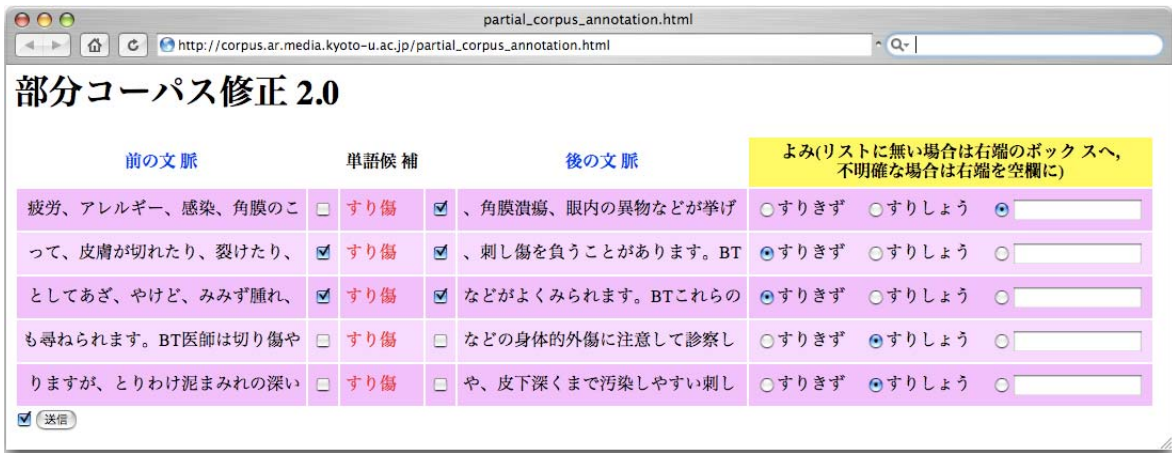 partial_corpus_annotation.html
http://corpus.ar.media.kyoto-u.ac.jp/partial_corpus_annotation.html
部分コーパス修正 2.0
前の文 脈 単語候 補 後の文 脈 よみ(リストに無い場合は右端のボック スへ,
不明確な場合は右端を空欄に)
疲労、アレルギー、感染、角膜のこ すり傷 、角膜潰瘍、眼内の異物などが挙げ すりきず すりしょう
って、皮膚が切れたり、裂けたり、 すり傷 、刺し傷を負うことがあります。BT すりきず すりしょう
としてあざ、やけど、みみず腫れ、 すり傷 などがよくみられます。BTこれらの すりきず すりしょう
も尋ねられます。BT医師は切り傷や すり傷 などの身体的外傷に注意して診察し すりきず すりしょう
りますが、とりわけ泥まみれの深い すり傷 や、皮下深くまで汚染しやすい刺し すりきず すりしょう
送信